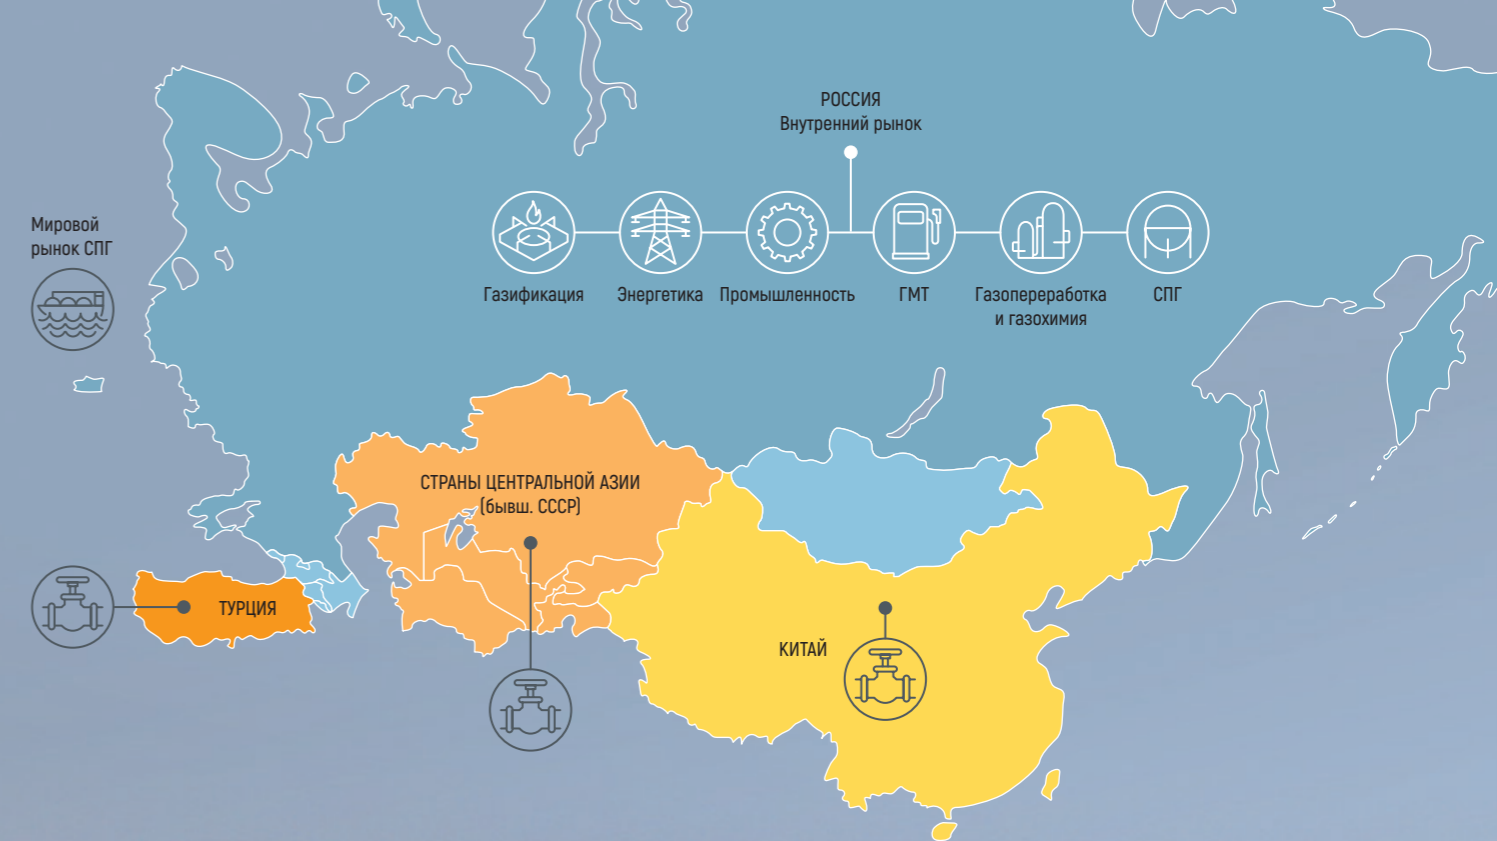 РОССИЯ
Внутренний рынок
Мировой
рынок СПГ
Газификация
Энергетика
Промышленность
ГМТ
Газопереработка
и газохимия
СПГ
СТРАНЫ ЦЕНТРАЛЬНОЙ АЗИИ
(бывш. СССР)
ТУРЦИЯ
КИТАЙ